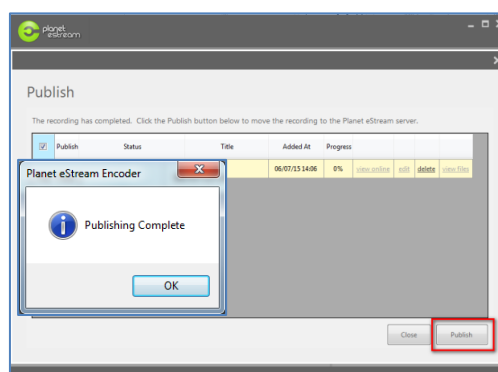 planet
estream
Publish
The recording has completed. Click the Publish button below to move the recording to the Planet eStream server.
Publish Status Title Added At Progress
06/07/15 14:06 0% view online edit delete view files
Planet eStream Encoder
Publishing Complete
OK
Close Publish